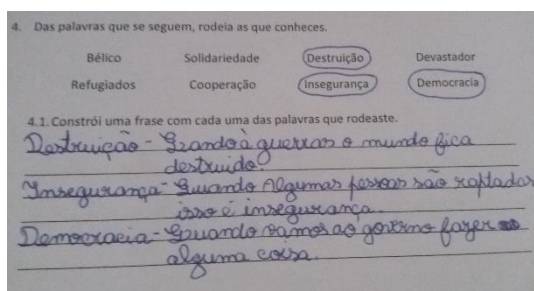 4. Das palavras que se seguem, rodeia as que conheces.
Bélico Solidariedade Destruição Devastador
Refugiados Cooperação Insegurança Democracia
4.1. Constrói uma frase com cada uma das palavras que rodeaste.
Destruição - Quando à guerras o mundo fica
destruido.
Insegurança - Quando Algumas pessoas são raptadas
isso é insegurança.
Democracia - Quando vamos ao governo fazer
alguma coisa.